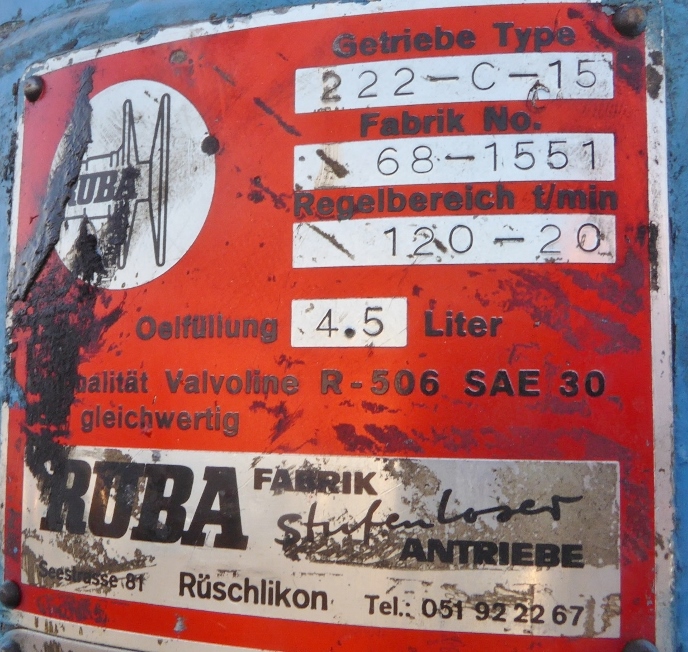 Getriebe Type
222-C-15
Fabrik No.
68-1551
Regelbereich t/min
120-20
RUBA
Oelfüllung 4.5 Liter
Valvoline R-506 SAE 30
gleichwertig
RUBA FABRIK
Stufenloser
ANTRIEBE
Seestrasse 81 Rüschlikon Tel.: 051 92 22 67